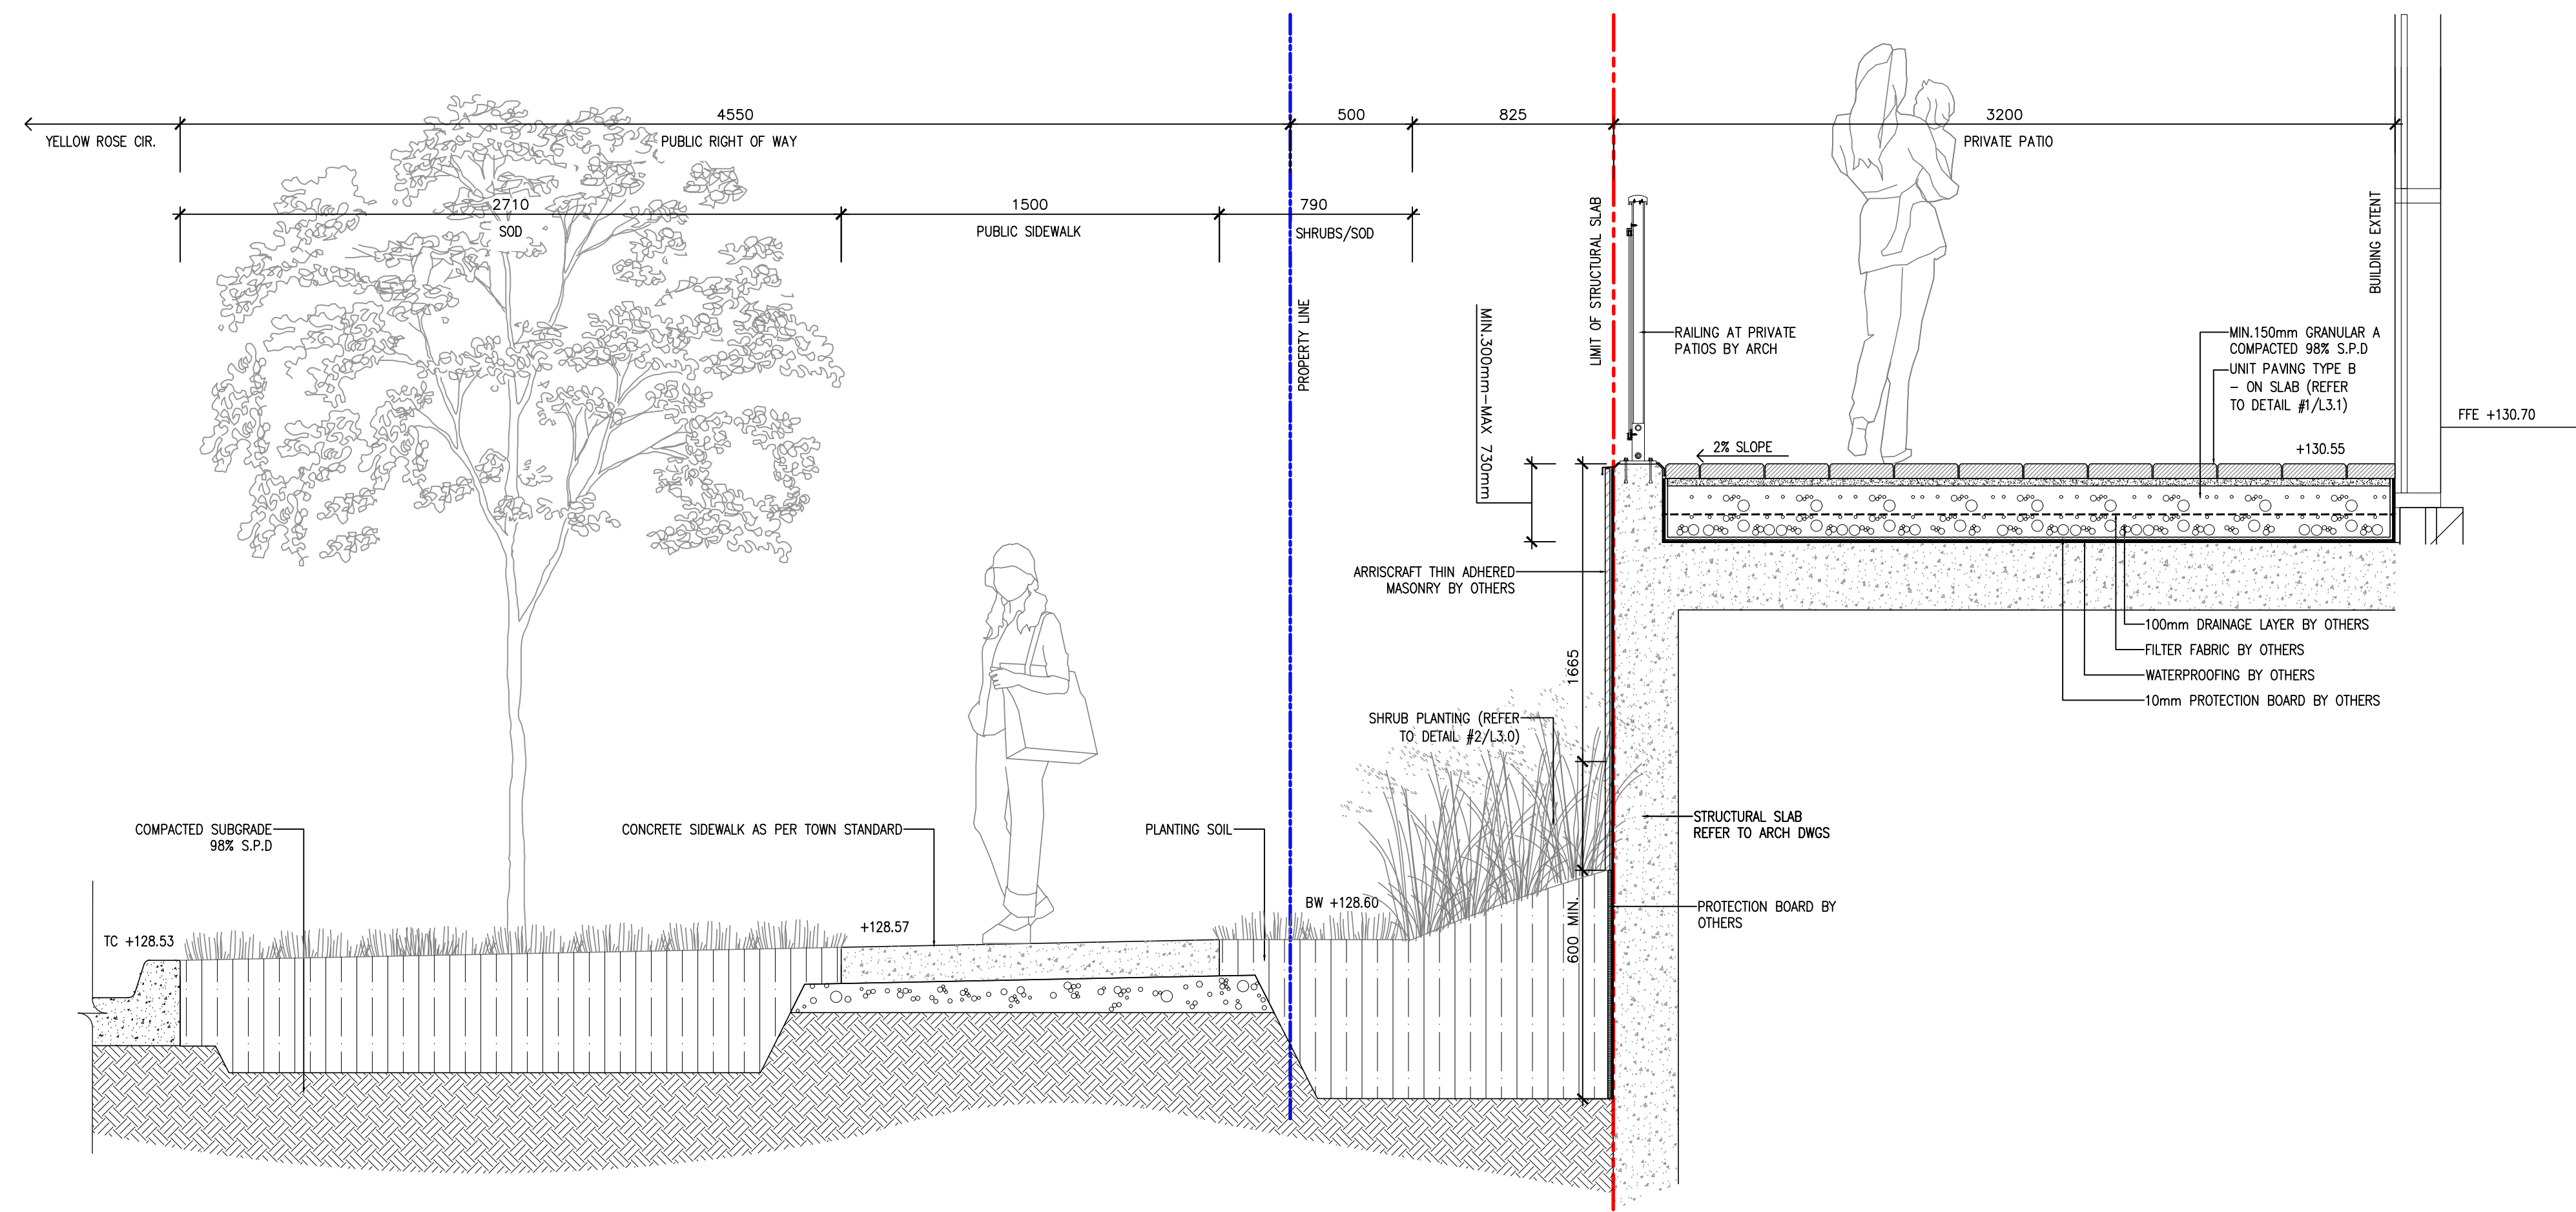 4550
500
825
3200
YELLOW ROSE CIR.
PUBLIC RIGHT OF WAY
PRIVATE PATIO
2710
1500
790
SOD
PUBLIC SIDEWALK
SHRUBS/SOD
PROPERTY LINE
LIMIT OF STRUCTURAL SLAB
BUILDING EXTENT
MIN.300mm-MAX 730mm
RAILING AT PRIVATE
PATIOS BY ARCH
MIN.150mm GRANULAR A
COMPACTED 98% S.P.D
UNIT PAVING TYPE B
- ON SLAB (REFER
TO DETAIL #1/L3.1)
FFE +130.70
2% SLOPE
+130.55
ARRISCRAFT THIN ADHERED
MASONRY BY OTHERS
100mm DRAINAGE LAYER BY OTHERS
FILTER FABRIC BY OTHERS
WATERPROOFING BY OTHERS
10mm PROTECTION BOARD BY OTHERS
1665
SHRUB PLANTING (REFER
TO DETAIL #2/L3.0)
STRUCTURAL SLAB
REFER TO ARCH DWGS
COMPACTED SUBGRADE
98% S.P.D
CONCRETE SIDEWALK AS PER TOWN STANDARD
PLANTING SOIL
BW +128.60
PROTECTION BOARD BY
OTHERS
600 MIN.
TC +128.53
+128.57